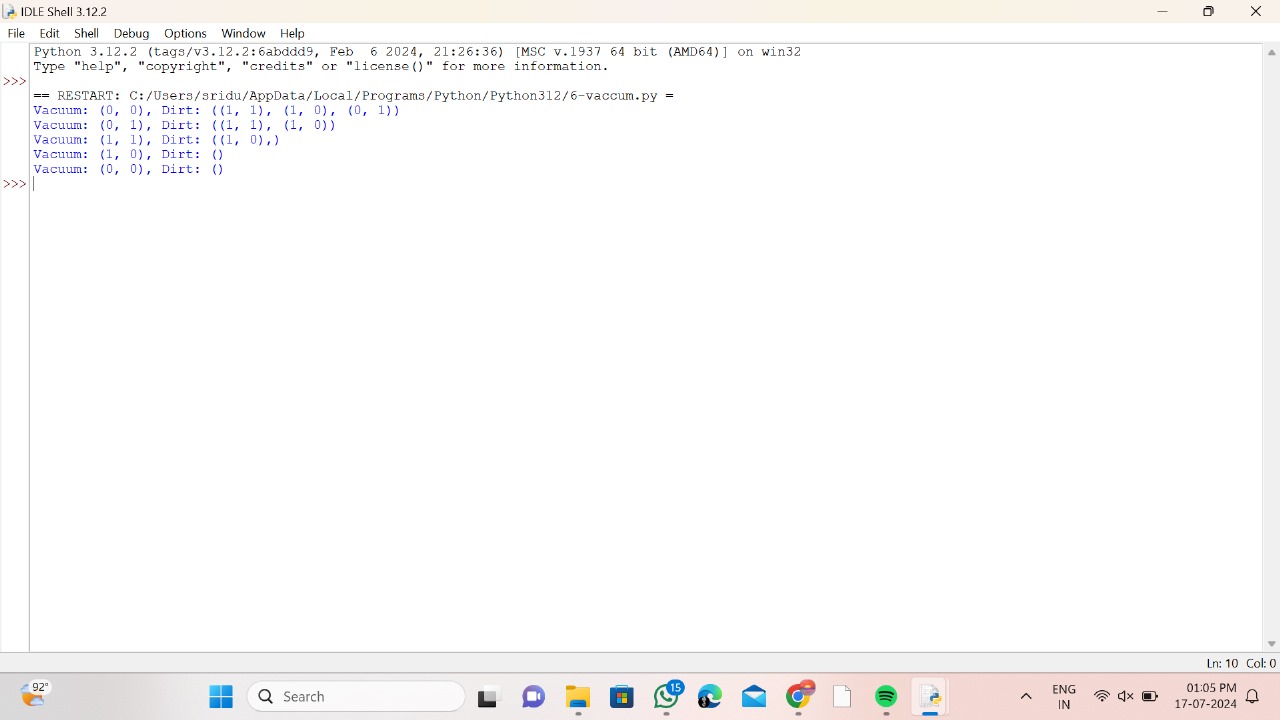 IDLE Shell 3.12.2
File Edit Shell Debug Options Window Help
Python 3.12.2 (tags/v3.12.2:6abddd9, Feb  6 2024, 21:26:36) [MSC v.1937 64 bit (AMD64)] on win32
Type "help", "copyright", "credits" or "license()" for more information.
>>>
== RESTART: C:/Users/sridu/AppData/Local/Programs/Python/Python312/6-vaccum.py =
Vacuum: (0, 0), Dirt: ((1, 1), (1, 0), (0, 1))
Vacuum: (0, 1), Dirt: ((1, 1), (1, 0))
Vacuum: (1, 1), Dirt: ((1, 0),)
Vacuum: (1, 0), Dirt: ()
Vacuum: (0, 0), Dirt: ()
>>>
Ln: 10 Col: 0
92°
Search
15
ENG
IN
01:05 PM
17-07-2024